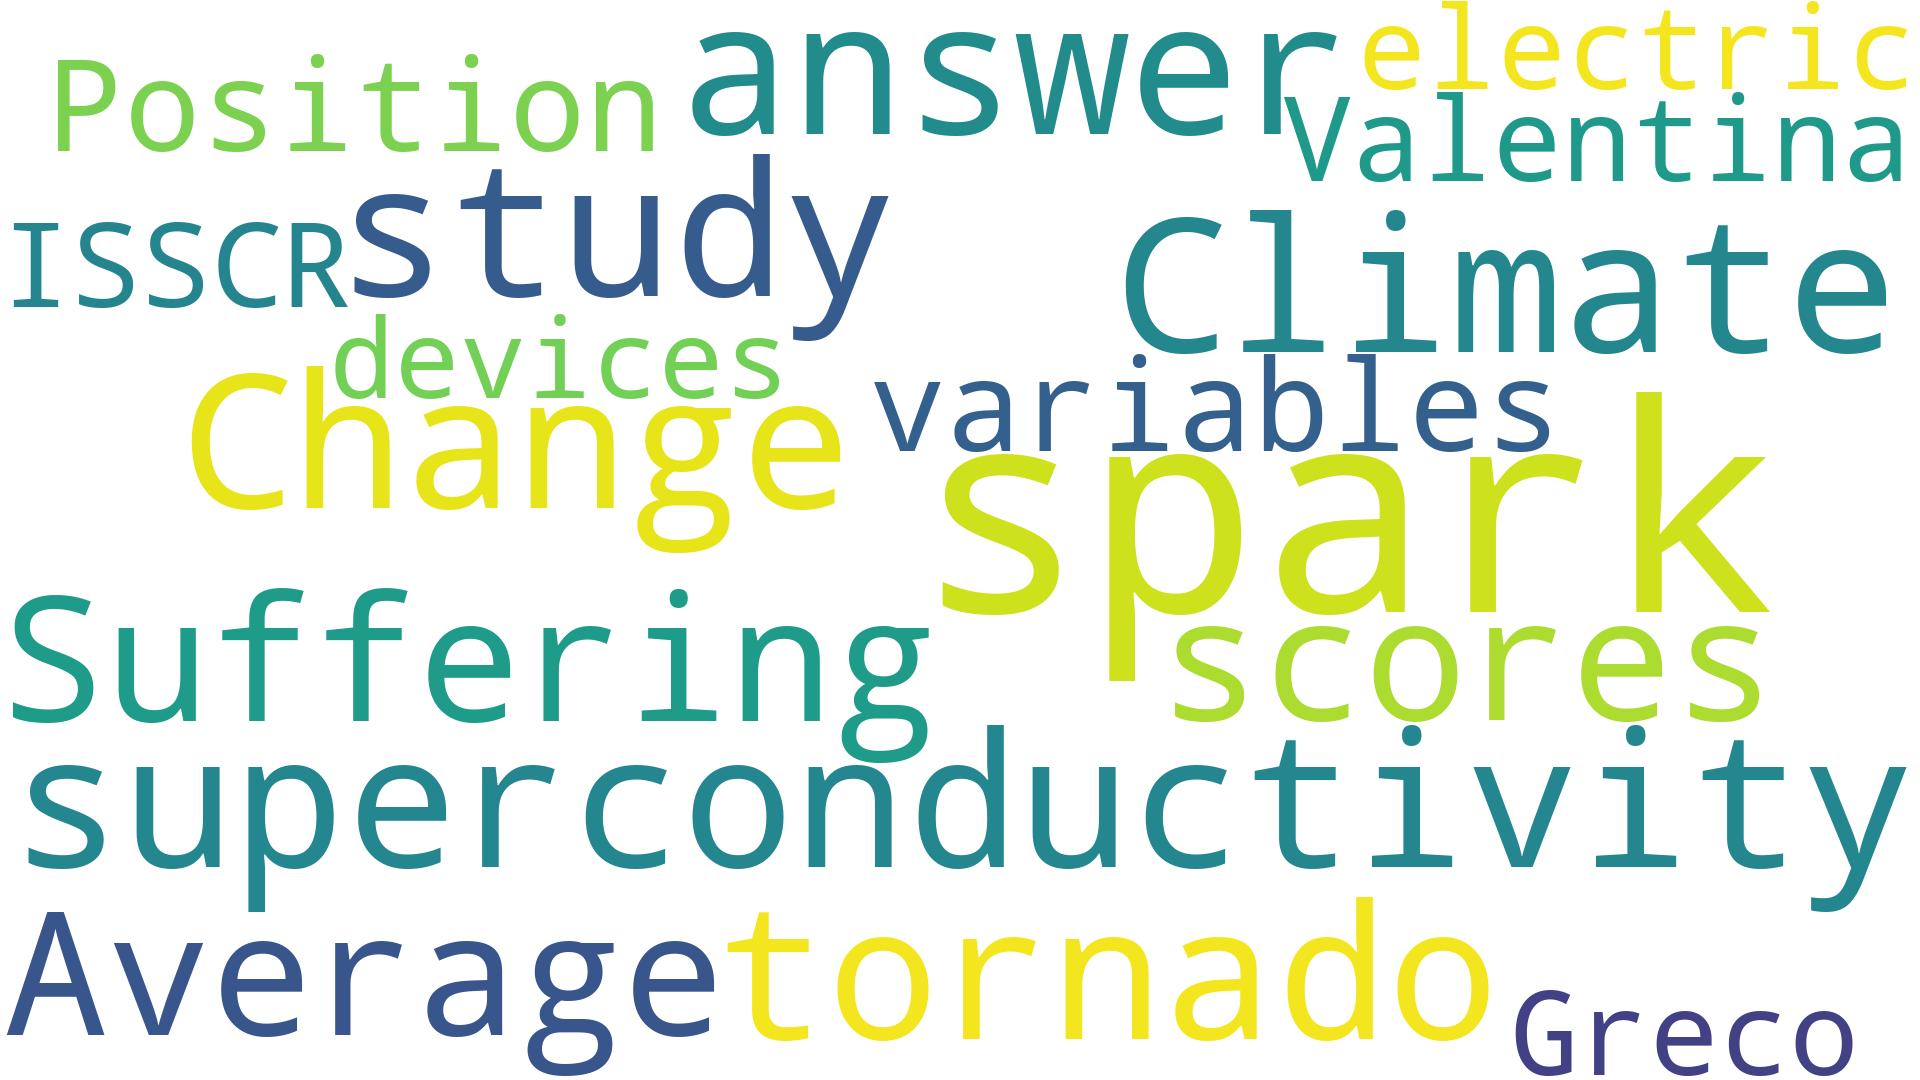 Position answer electric
Valentina
ISSCR study Climate
devices
Change variables
spark
Suffering scores
superconductivity
Average tornado Greco